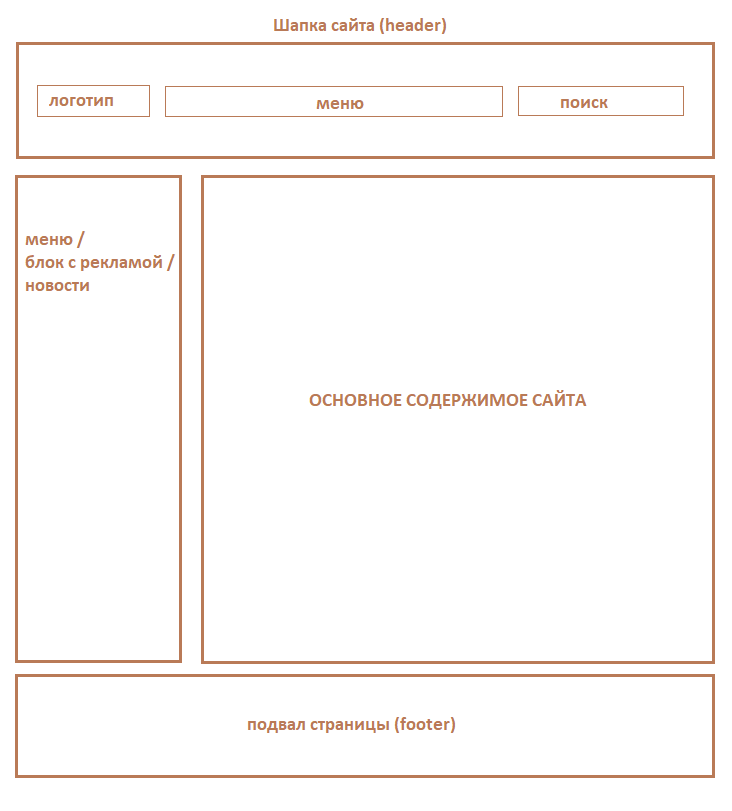 Шапка сайта (header)
логотип
меню
поиск
меню /
блок с рекламой /
новости
ОСНОВНОЕ СОДЕРЖИМОЕ САЙТА
подвал страницы (footer)